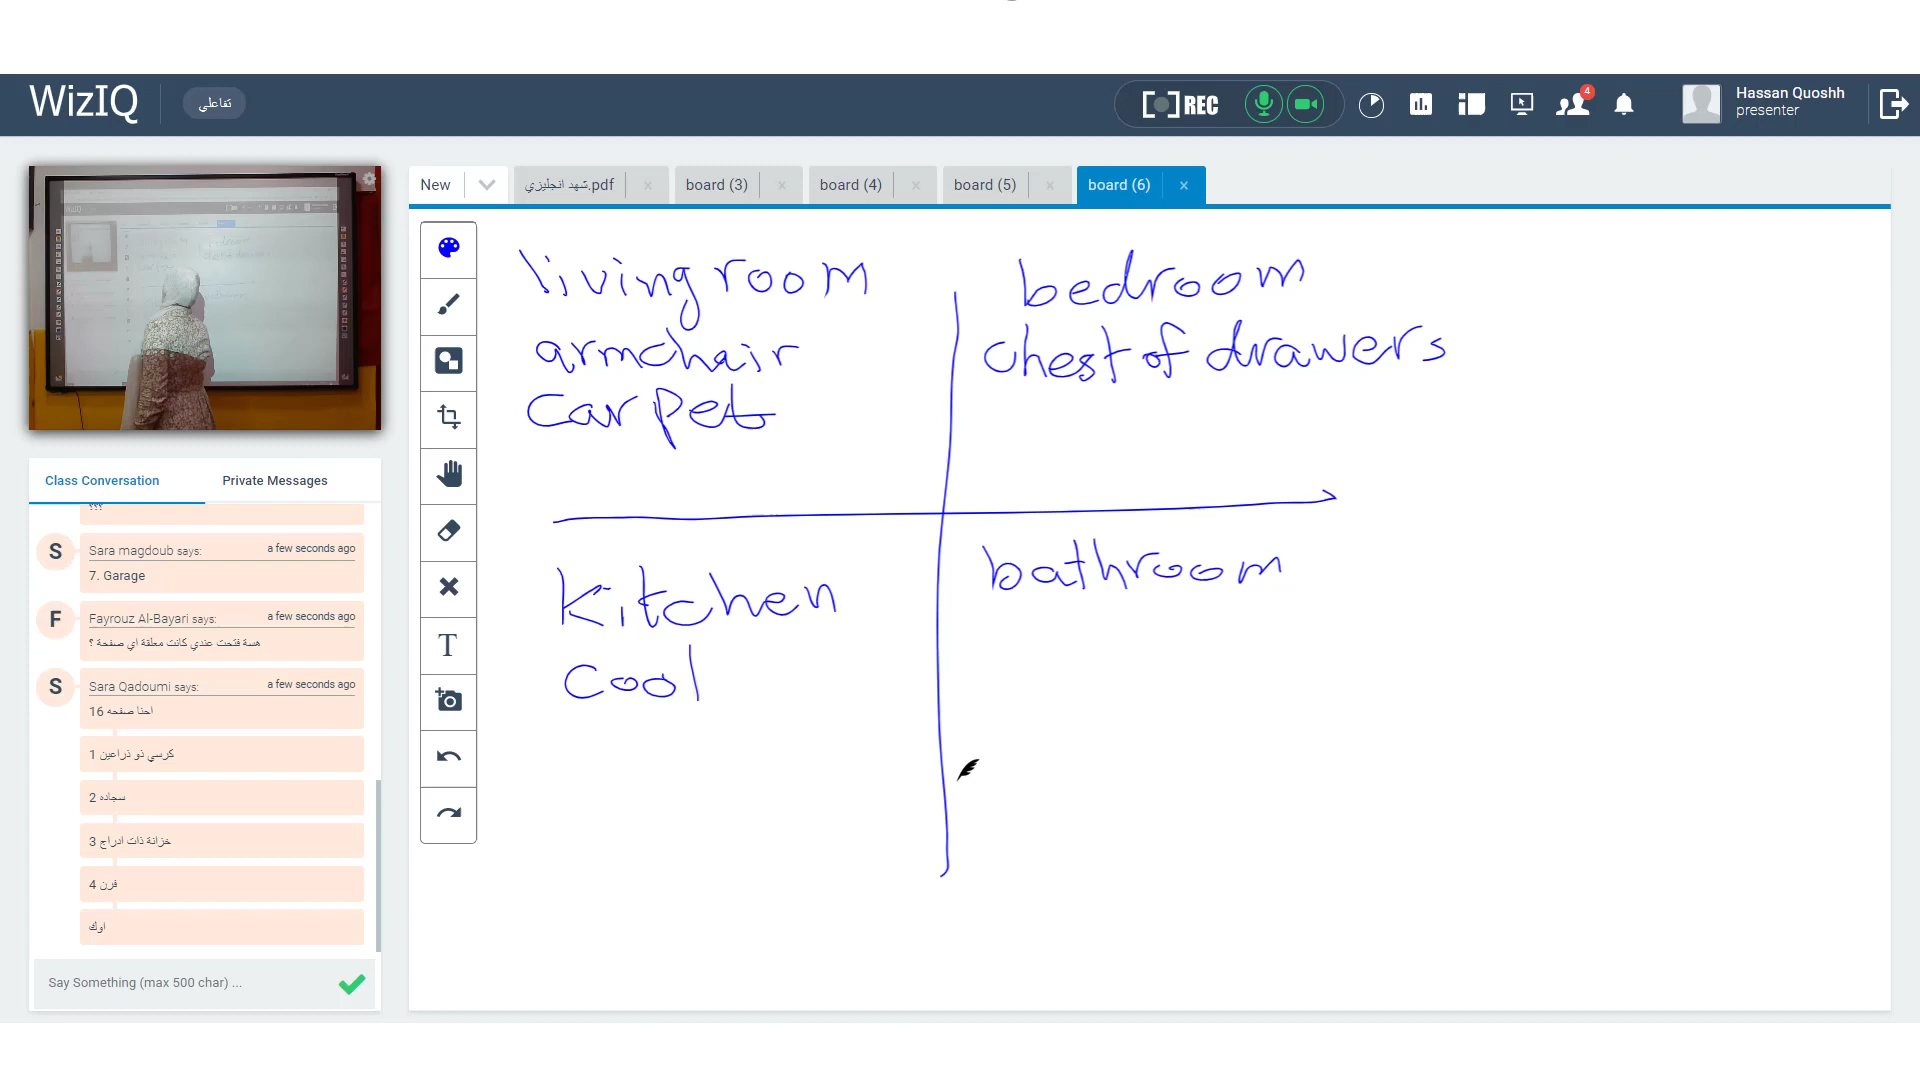 WizIQ
تفاعلي
REC
4
Hassan Quoshh
presenter
New
شهد انجليزي.pdf
board (3)
board (4)
board (5)
board (6)
Class Conversation
Private Messages
؟؟؟
S
Sara magdoub says:
a few seconds ago
7. Garage
F
Fayrouz Al-Bayari says:
a few seconds ago
هسة فتحت عندي كانت معلقة اي صفحة ؟
S
Sara Qadoumi says:
a few seconds ago
احنا صفحه 16
1 كرسي ذو ذراعين
2 سجاده
3 خزانة ذات ادراج
4 فرن
اوك
Say Something (max 500 char) ...
T
living room
armchair
carpet
bedroom
chest of drawers
kitchen
cool
bathroom